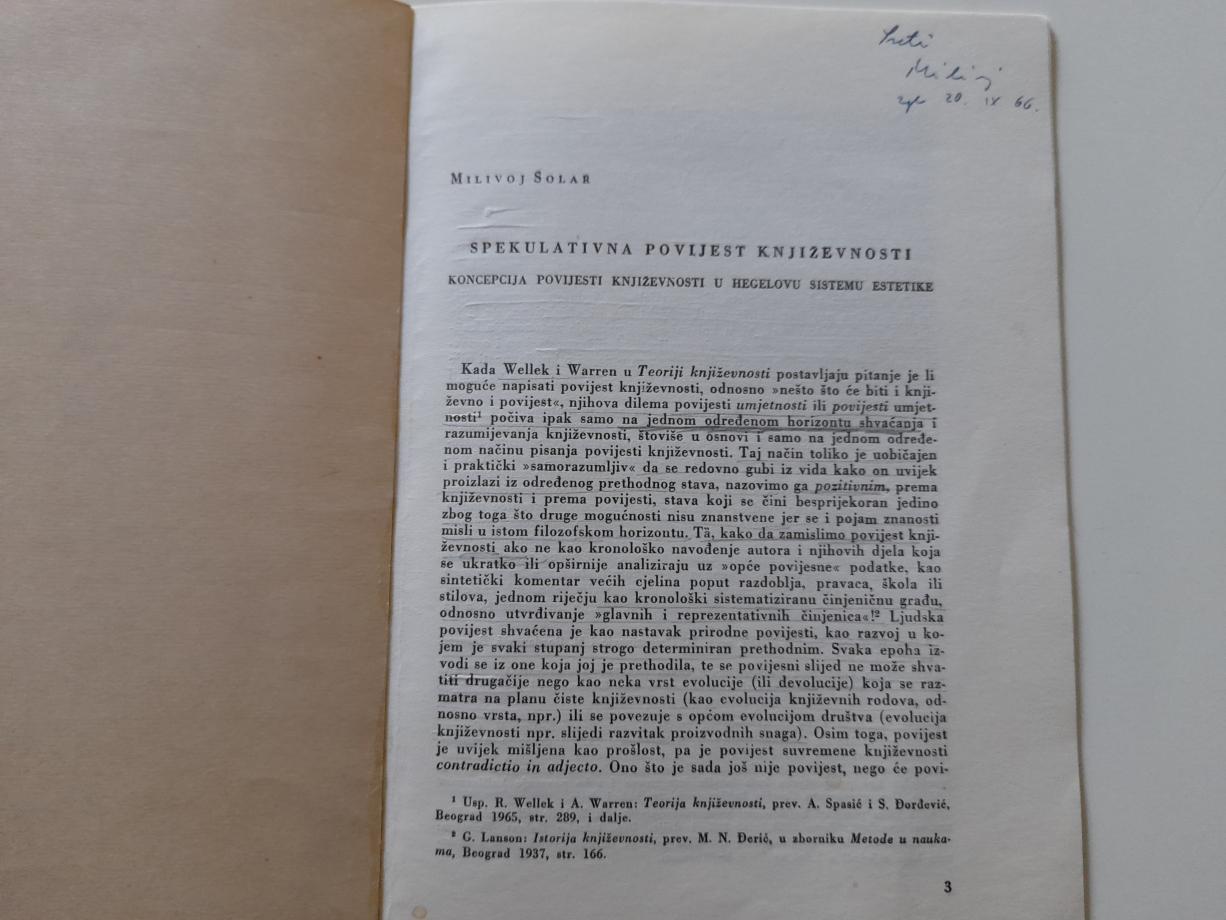 Sreti
Milivoj
zgb 20. IX 66.
MILIVOJ SOLAR
SPEKULATIVNA POVIJEST KNJIŽEVNOSTI
KONCEPCIJA POVIJESTI KNJIŽEVNOSTI U HEGELOVU SISTEMU ESTETIKE
Kada Wellek i Warren u Teoriji književnosti postavljaju pitanje je li
moguće napisati povijest književnosti, odnosno »nešto što će biti i knji-
ževno i povijest«, njihova dilema povijesti umjetnosti ili povijesti umjet-
nosti¹ počiva ipak samo na jednom određenom horizontu shvaćanja i
razumijevanja književnosti, štoviše u osnovi i samo na jednom određe-
nom načinu pisanja povijesti književnosti. Taj način toliko je uobičajen
i praktički »samorazumljiv« da se redovno gubi iz vida kako on uvijek
proizlazi iz određenog prethodnog stava, nazovimo ga pozitivnim, prema
književnosti i prema povijesti, stava koji se čini besprijekoran jedino
zbog toga što druge mogućnosti nisu znanstvene jer se i pojam znanosti
misli u istom filozofskom horizontu. Ta, kako da zamislimo povijest knji-
ževnosti ako ne kao kronološko navođenje autora i njihovih djela koja
se ukratko ili opširnije analiziraju uz »opće povijesne« podatke, kao
sintetički komentar većih cjelina poput razdoblja, pravaca, škola ili
stilova, jednom riječju kao kronološki sistematiziranu činjeničnu građu,
odnosno utvrđivanje »glavnih i reprezentativnih činjenica«!² Ljudska
povijest shvaćena je kao nastavak prirodne povijesti, kao razvoj u ko-
jem je svaki stupanj strogo determiniran prethodnim. Svaka epoha iz-
vodi se iz one koja joj je prethodila, te se povijesni slijed ne može shva-
titi drugačije nego kao neka vrst evolucije (ili devolucije) koja se raz-
matra na planu čiste književnosti (kao evolucija književnih rodova, od-
nosno vrsta, npr.) ili se povezuje s općom evolucijom društva (evolucija
književnosti npr. slijedi razvitak proizvodnih snaga). Osim toga, povijest
je uvijek mišljena kao prošlost, pa je povijest suvremene književnosti
contradictio in adjecto. Ono što je sada još nije povijest, nego će povi-
¹ Usp. R. Wellek i A. Warren: Teorija književnosti, prev. A. Spasić i S. Đorđević,
Beograd 1965, str. 289, i dalje.
² G. Lanson: Istorija književnosti, prev. M. N. Đerić, u zborniku Metode u nauka-
ma, Beograd 1937, str. 166.
3